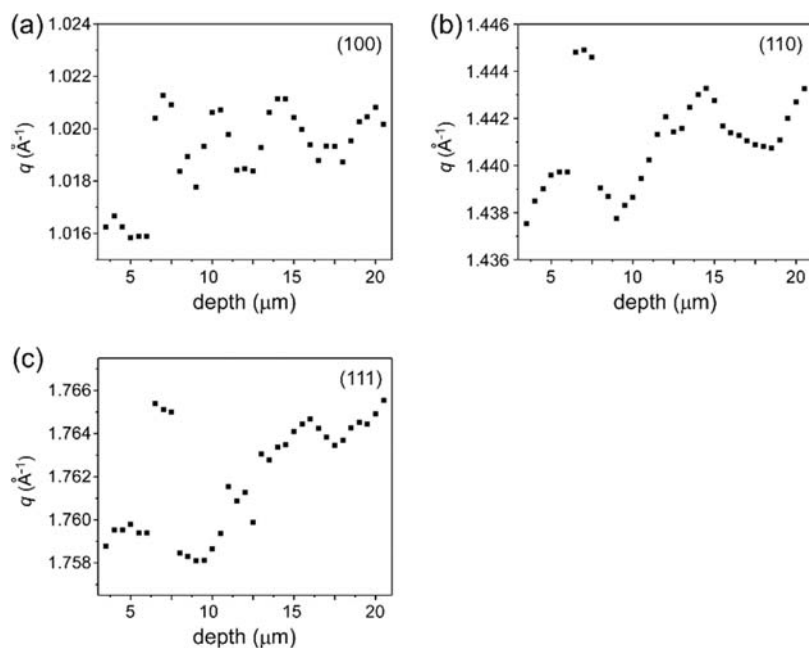 (a)
(100)
1.024
1.022
1.020
1.018
1.016
q (Å⁻¹)
5 10 15 20
depth (μm)
(b)
(110)
1.446
1.444
1.442
1.440
1.438
1.436
q (Å⁻¹)
5 10 15 20
depth (μm)
(c)
(111)
1.766
1.764
1.762
1.760
1.758
q (Å⁻¹)
5 10 15 20
depth (μm)